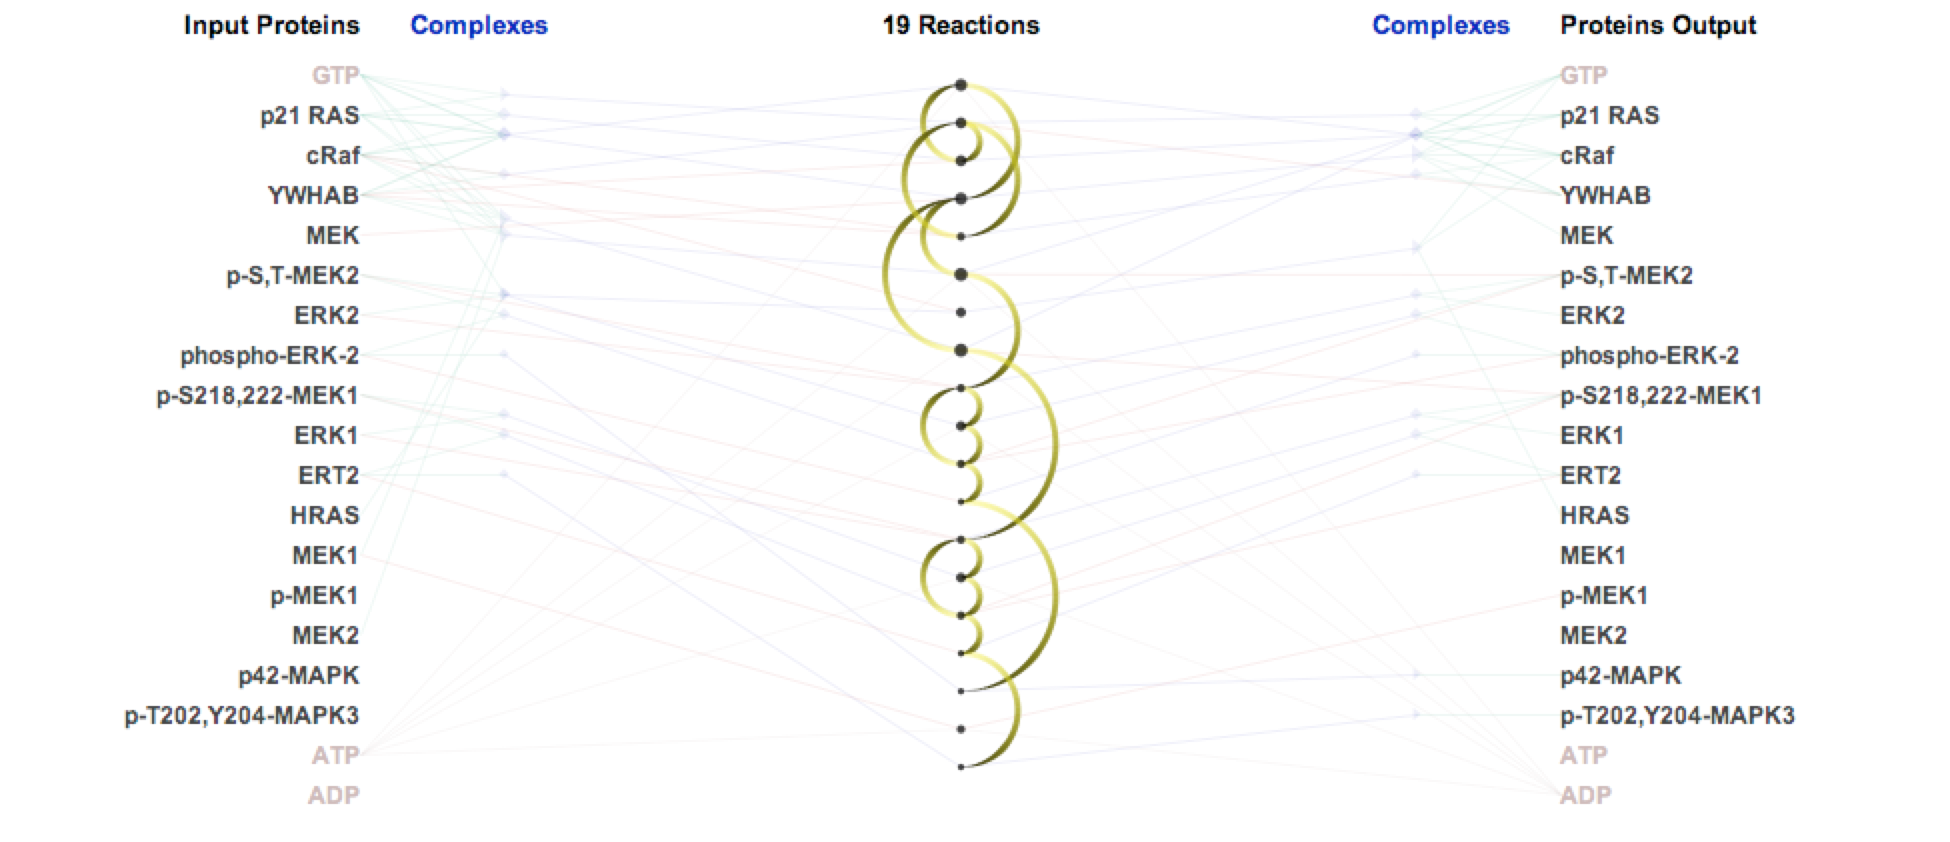 Input Proteins Complexes 19 Reactions Complexes Proteins Output
GTP GTP
p21 RAS p21 RAS
cRaf cRaf
YWHAB YWHAB
MEK MEK
p-S,T-MEK2 p-S,T-MEK2
ERK2 ERK2
phospho-ERK-2 phospho-ERK-2
p-S218,222-MEK1 p-S218,222-MEK1
ERK1 ERK1
ERT2 ERT2
HRAS HRAS
MEK1 MEK1
p-MEK1 p-MEK1
MEK2 MEK2
p42-MAPK p42-MAPK
p-T202,Y204-MAPK3 p-T202,Y204-MAPK3
ATP ATP
ADP ADP